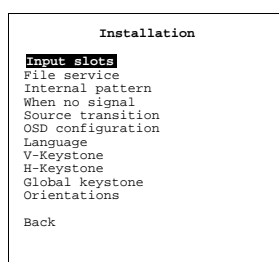 Installation
Input slots
File service
Internal pattern
When no signal
Source transition
OSD configuration
Language
V-Keystone
H-Keystone
Global keystone
Orientations
Back